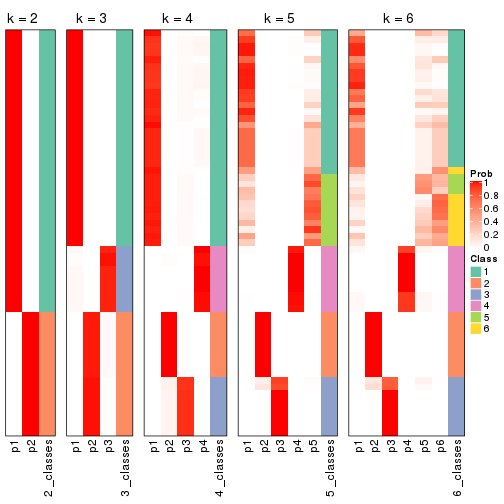 k = 2
k = 3
k = 4
k = 5
k = 6
p1
p2
2_classes
p1
p2
p3
3_classes
p1
p2
p3
p4
4_classes
p1
p2
p3
p4
p5
5_classes
p1
p2
p3
p4
p5
p6
6_classes
Prob
1
0.8
0.6
0.4
0.2
0
Class
1
2
3
4
5
6